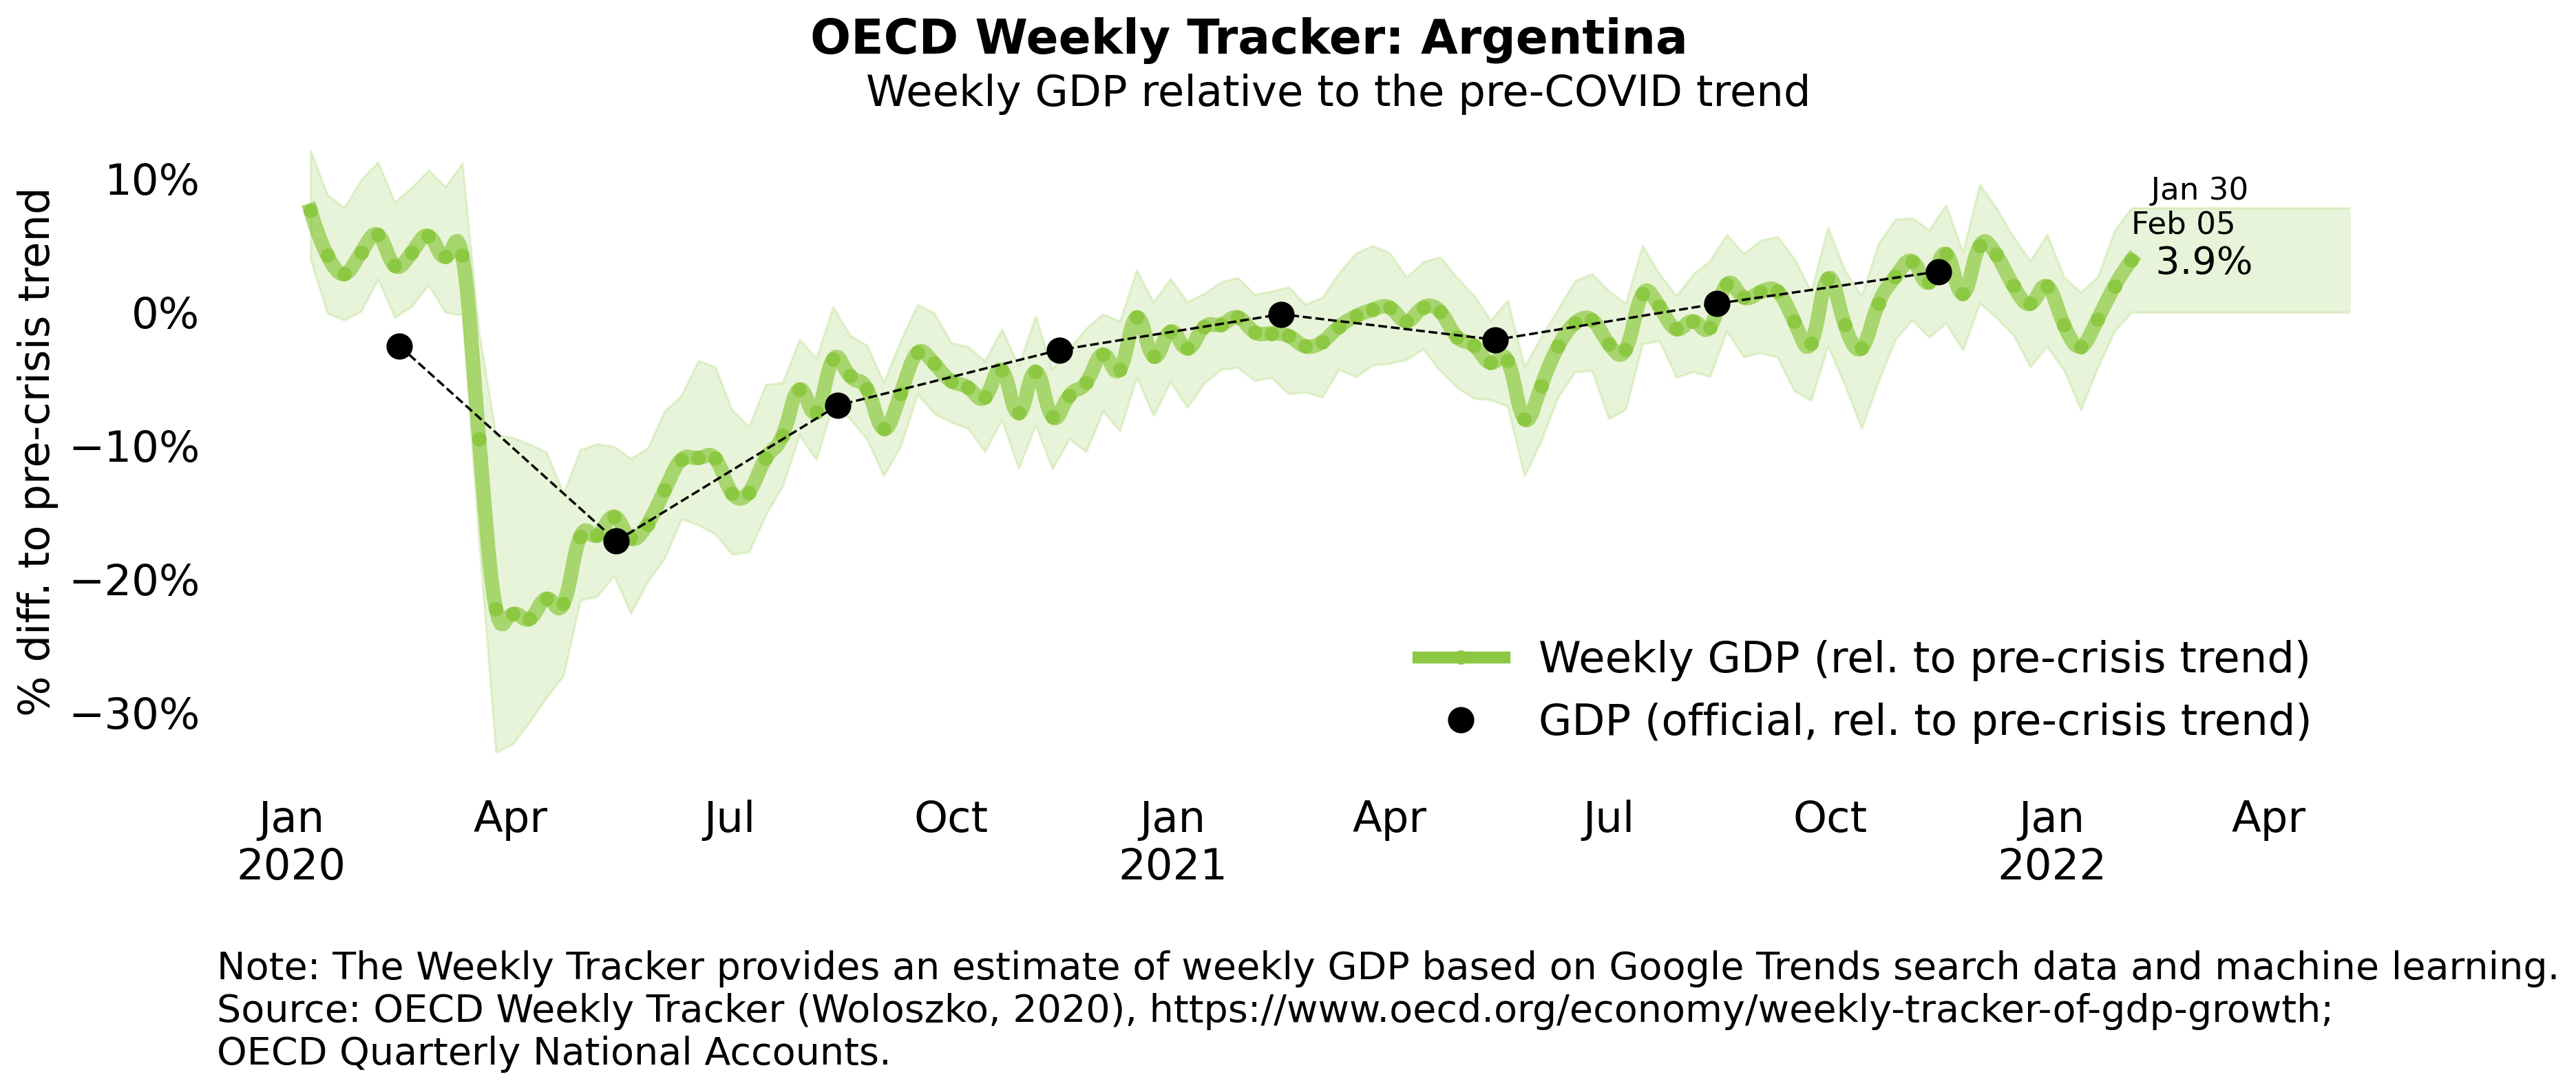 OECD Weekly Tracker: Argentina
Weekly GDP relative to the pre-COVID trend
% diff. to pre-crisis trend
10%
0%
−10%
−20%
−30%
Jan 30
Feb 05
3.9%
Weekly GDP (rel. to pre-crisis trend)
GDP (official, rel. to pre-crisis trend)
Jan Apr Jul Oct Jan Apr Jul Oct Jan Apr
2020 2021 2022
Note: The Weekly Tracker provides an estimate of weekly GDP based on Google Trends search data and machine learning.
Source: OECD Weekly Tracker (Woloszko, 2020), https://www.oecd.org/economy/weekly-tracker-of-gdp-growth;
OECD Quarterly National Accounts.